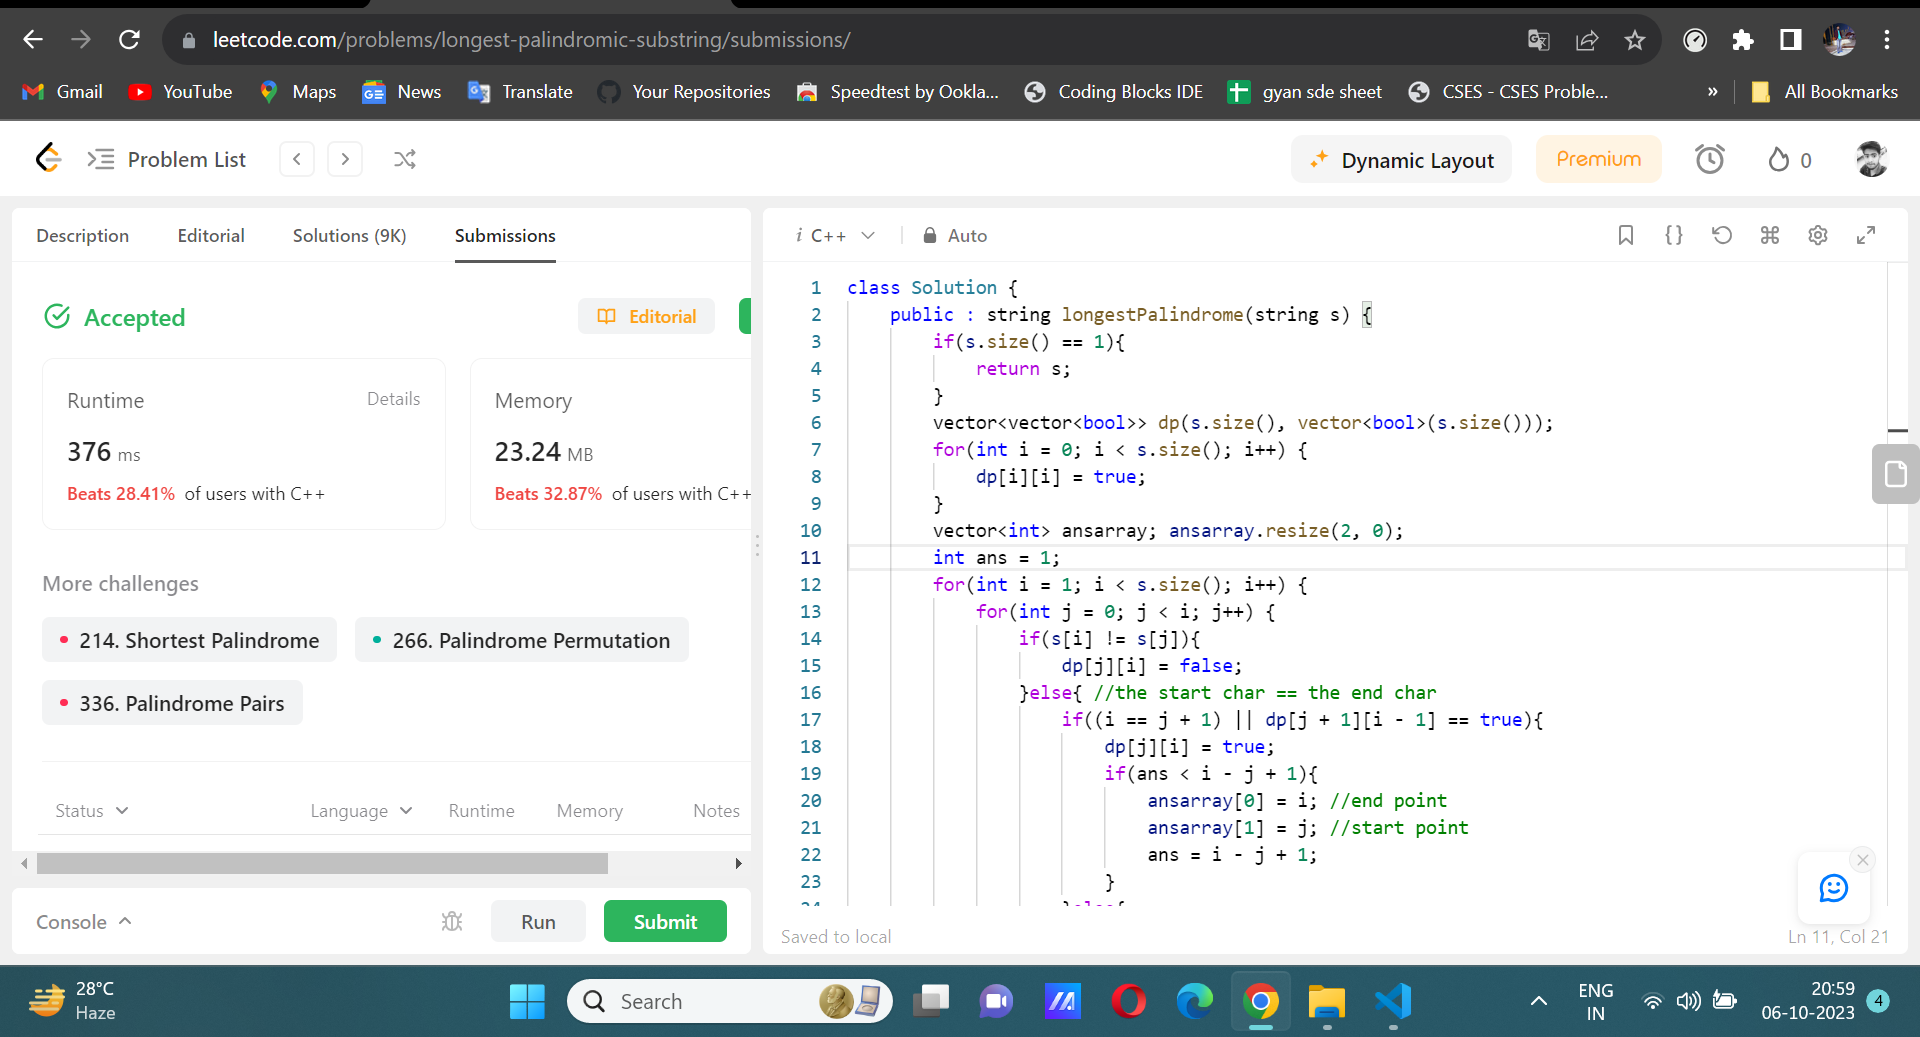 leetcode.com/problems/longest-palindromic-substring/submissions/
Gmail YouTube Maps News Translate Your Repositories Speedtest by Ookla... Coding Blocks IDE gyan sde sheet CSES - CSES Proble... » All Bookmarks
Problem List Dynamic Layout Premium 0
Description Editorial Solutions (9K) Submissions
Accepted Editorial
Runtime Details
376 ms
Beats 28.41% of users with C++
Memory
23.24 MB
Beats 32.87% of users with C++
More challenges
214. Shortest Palindrome 266. Palindrome Permutation
336. Palindrome Pairs
Status Language Runtime Memory Notes
Console Run Submit
i C++ Auto
1 class Solution {
2 public : string longestPalindrome(string s) {
3 if(s.size() == 1){
4 return s;
5 }
6 vector<vector<bool>> dp(s.size(), vector<bool>(s.size()));
7 for(int i = 0; i < s.size(); i++) {
8 dp[i][i] = true;
9 }
10 vector<int> ansarray; ansarray.resize(2, 0);
11 int ans = 1;
12 for(int i = 1; i < s.size(); i++) {
13 for(int j = 0; j < i; j++) {
14 if(s[i] != s[j]){
15 dp[j][i] = false;
16 }else{ //the start char == the end char
17 if((i == j + 1) || dp[j + 1][i - 1] == true){
18 dp[j][i] = true;
19 if(ans < i - j + 1){
20 ansarray[0] = i; //end point
21 ansarray[1] = j; //start point
22 ans = i - j + 1;
23 }
24 }else{
Saved to local Ln 11, Col 21
28°C
Haze
Search
ENG
IN
20:59
06-10-2023
4